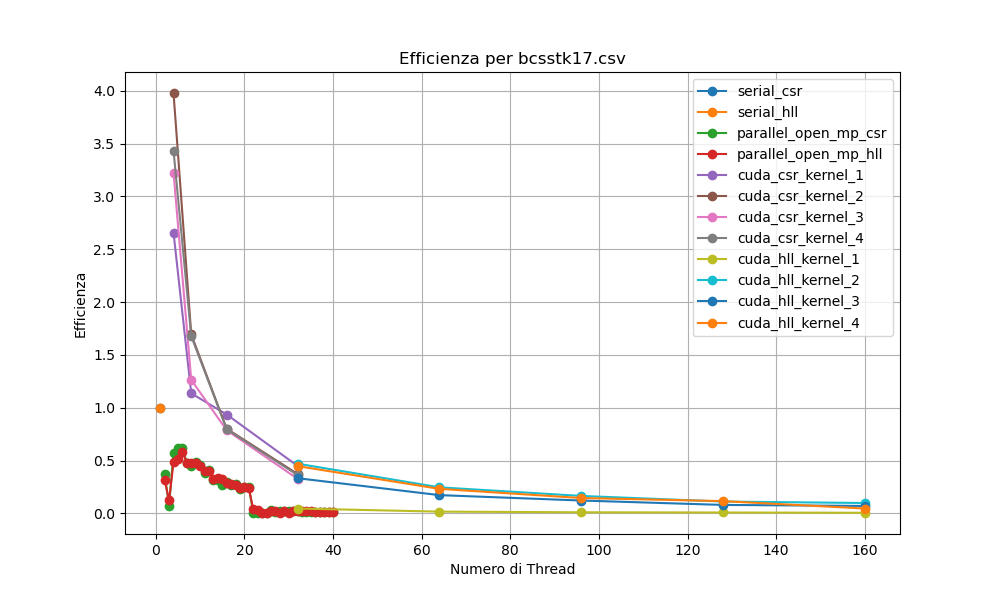 Efficienza per bcsstk17.csv
4.0
3.5
3.0
2.5
2.0
1.5
1.0
0.5
0.0
Efficienza
serial_csr
serial_hll
parallel_open_mp_csr
parallel_open_mp_hll
cuda_csr_kernel_1
cuda_csr_kernel_2
cuda_csr_kernel_3
cuda_csr_kernel_4
cuda_hll_kernel_1
cuda_hll_kernel_2
cuda_hll_kernel_3
cuda_hll_kernel_4
0 20 40 60 80 100 120 140 160
Numero di Thread